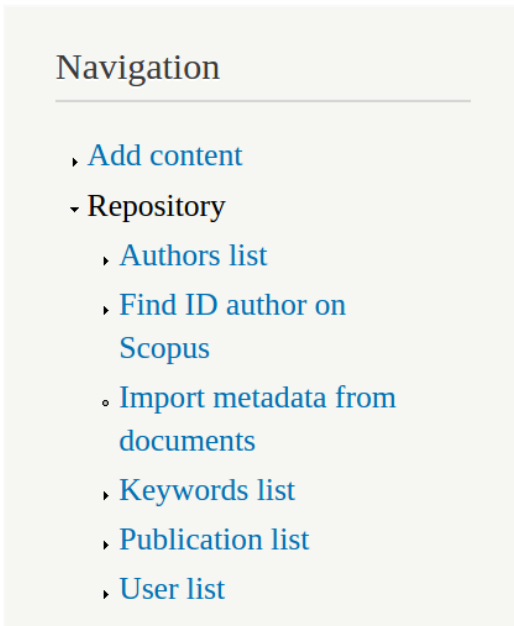 Navigation
Add content
Repository
Authors list
Find ID author on
Scopus
Import metadata from
documents
Keywords list
Publication list
User list